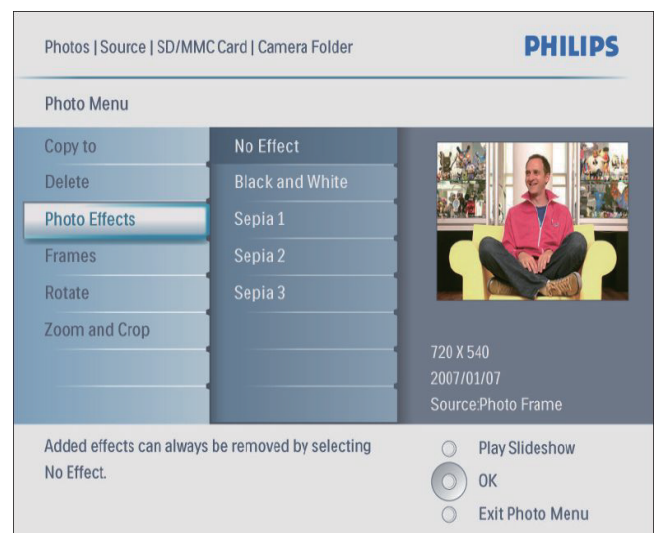 Photos | Source | SD/MMC Card | Camera Folder
PHILIPS
Photo Menu
Copy to
Delete
Photo Effects
Frames
Rotate
Zoom and Crop
No Effect
Black and White
Sepia 1
Sepia 2
Sepia 3
720 X 540
2007/01/07
Source:Photo Frame
Added effects can always be removed by selecting
No Effect.
Play Slideshow
OK
Exit Photo Menu